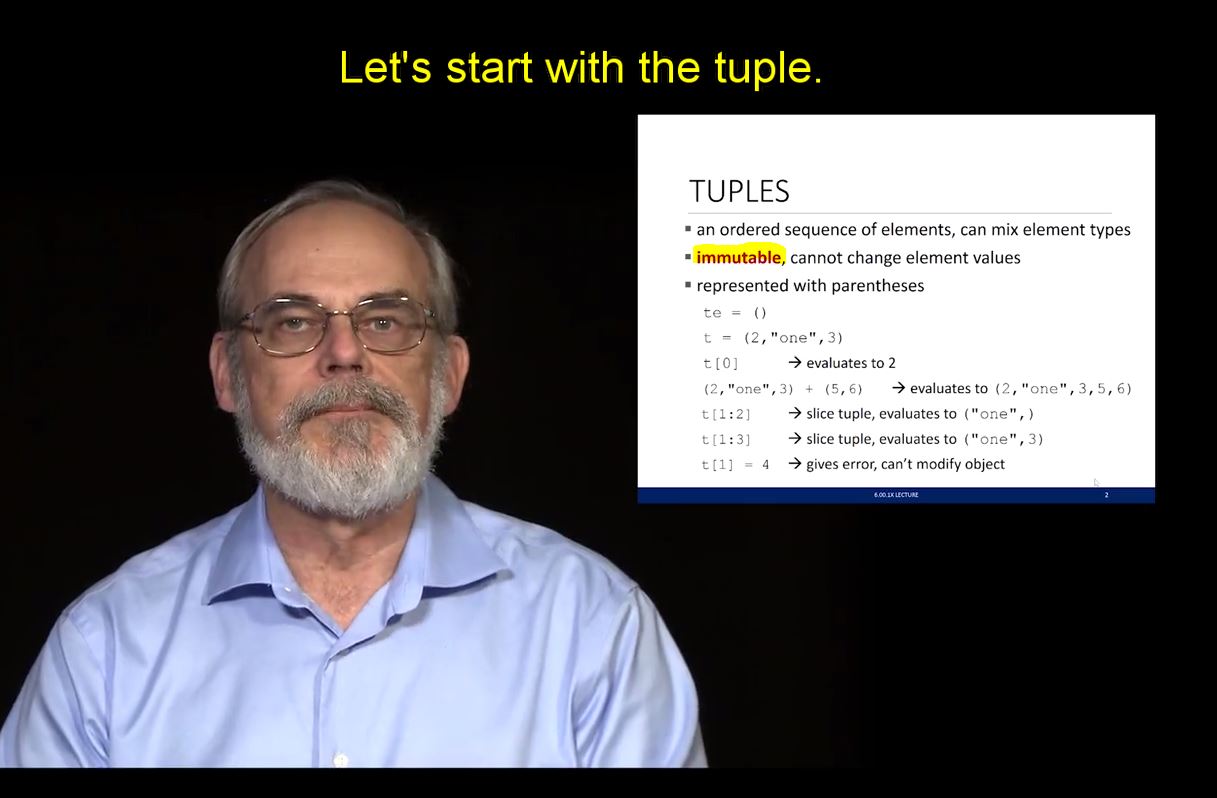 Let's start with the tuple.
TUPLES
▪ an ordered sequence of elements, can mix element types
▪ immutable, cannot change element values
▪ represented with parentheses
te = ()
t = (2,"one",3)
t[0] → evaluates to 2
(2,"one",3) + (5,6) → evaluates to (2,"one",3,5,6)
t[1:2] → slice tuple, evaluates to ("one",)
t[1:3] → slice tuple, evaluates to ("one",3)
t[1] = 4 → gives error, can't modify object
6.00.1X LECTURE 2